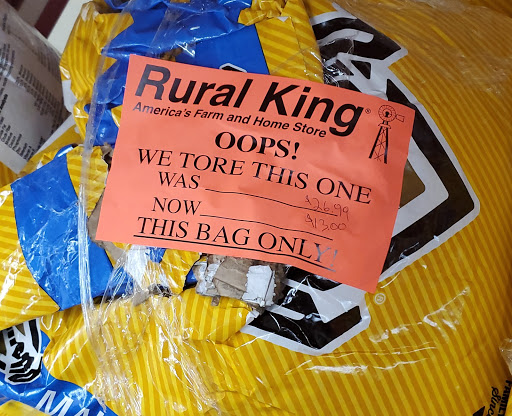 Rural King®
America's Farm and Home Store
OOPS!
WE TORE THIS ONE
WAS $26.99
NOW $13.00
THIS BAG ONLY!